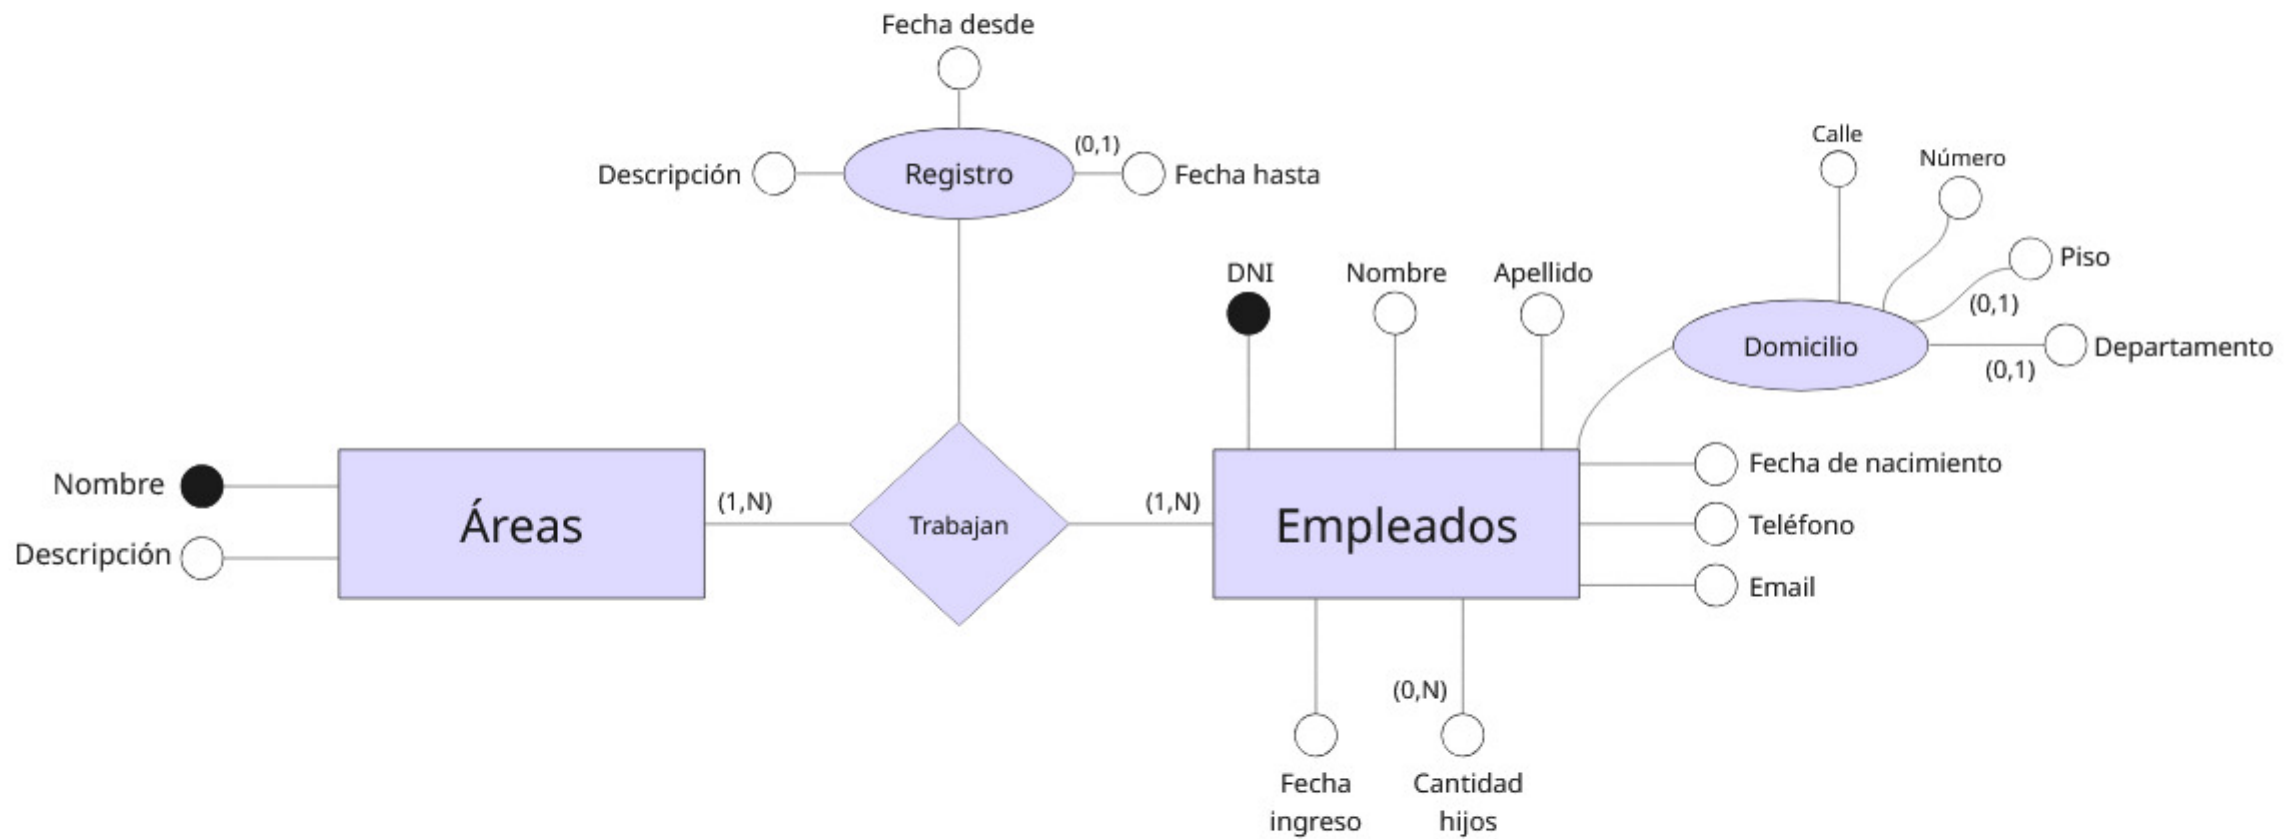 Fecha desde
Descripción
Registro
(0,1)
Fecha hasta
Calle
Número
Piso
(0,1)
Domicilio
Departamento
(0,1)
DNI
Nombre
Apellido
Nombre
Descripción
Áreas
(1,N)
Trabajan
(1,N)
Empleados
Fecha de nacimiento
Teléfono
Email
(0,N)
Fecha
ingreso
Cantidad
hijos